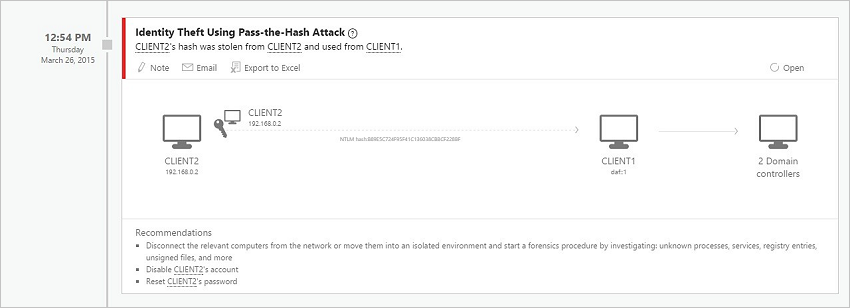 12:54 PM
Thursday
March 26, 2015
Identity Theft Using Pass-the-Hash Attack ?
CLIENT2's hash was stolen from CLIENT2 and used from CLIENT1.
Note Email Export to Excel Open
CLIENT2
192.168.0.2
CLIENT2
192.168.0.2
NTLM hash:
CLIENT1
daf::1
2 Domain
controllers
Recommendations
Disconnect the relevant computers from the network or move them into an isolated environment and start a forensics procedure by investigating: unknown processes, services, registry entries,
unsigned files, and more
Disable CLIENT2's account
Reset CLIENT2's password